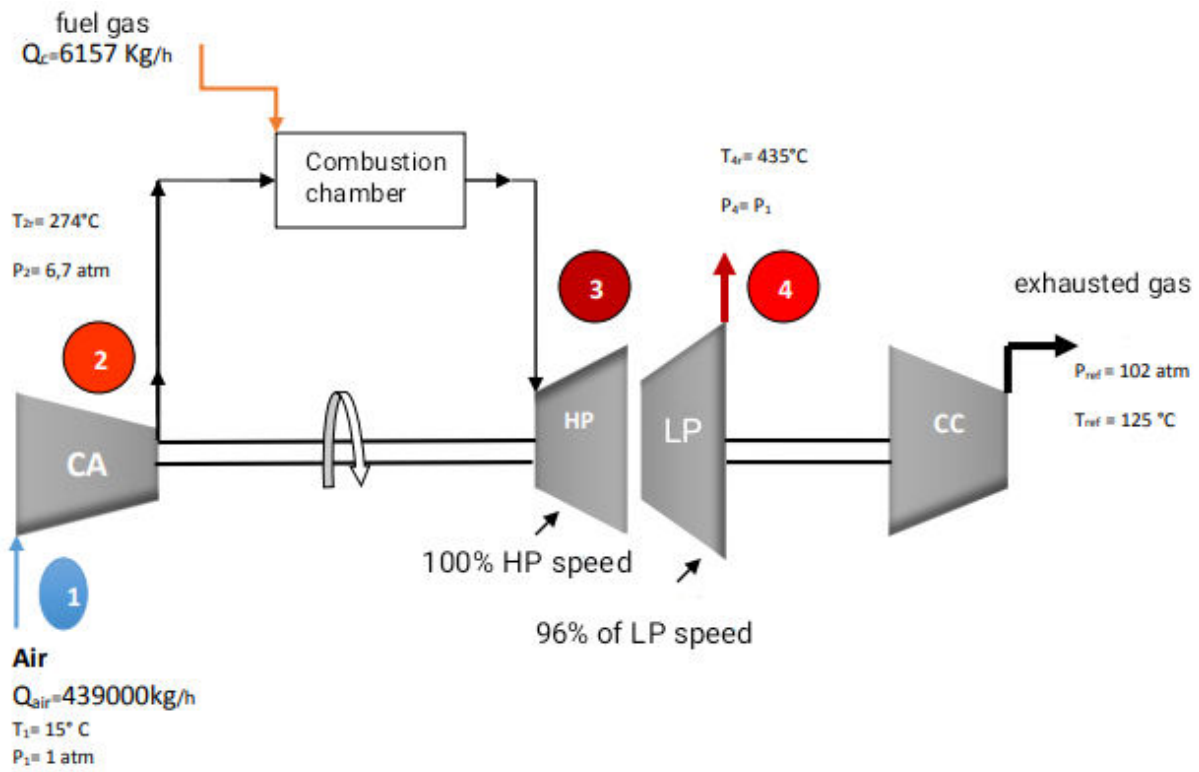 fuel gas
Qc=6157 Kg/h
Combustion
chamber
T2r= 274°C
P2= 6,7 atm
T4r= 435°C
P4= P1
2
3
4
exhausted gas
Pref = 102 atm
Tref = 125 °C
CA
HP
LP
CC
100% HP speed
96% of LP speed
1
Air
Qair=439000kg/h
T1= 15° C
P1= 1 atm